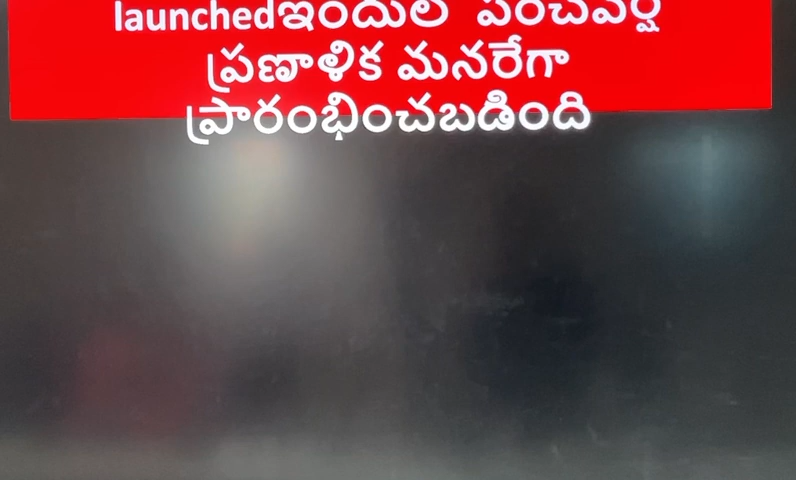 launchedఇందులో పంచవర్ష
ప్రణాళిక మనరేగా
ప్రారంభించబడింది